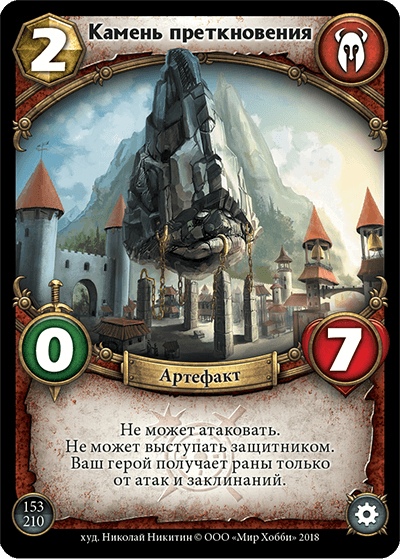 2
Камень преткновения
0
7
Артефакт
Не может атаковать.
Не может выступать защитником.
Ваш герой получает раны только
от атак и заклинаний.
153
210
худ. Николай Никитин © ООО «Мир Хобби» 2018